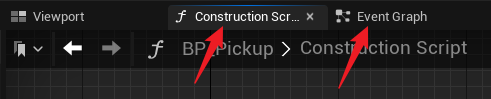 Viewport
Construction Scr...
Event Graph
BP_Pickup > Construction Script